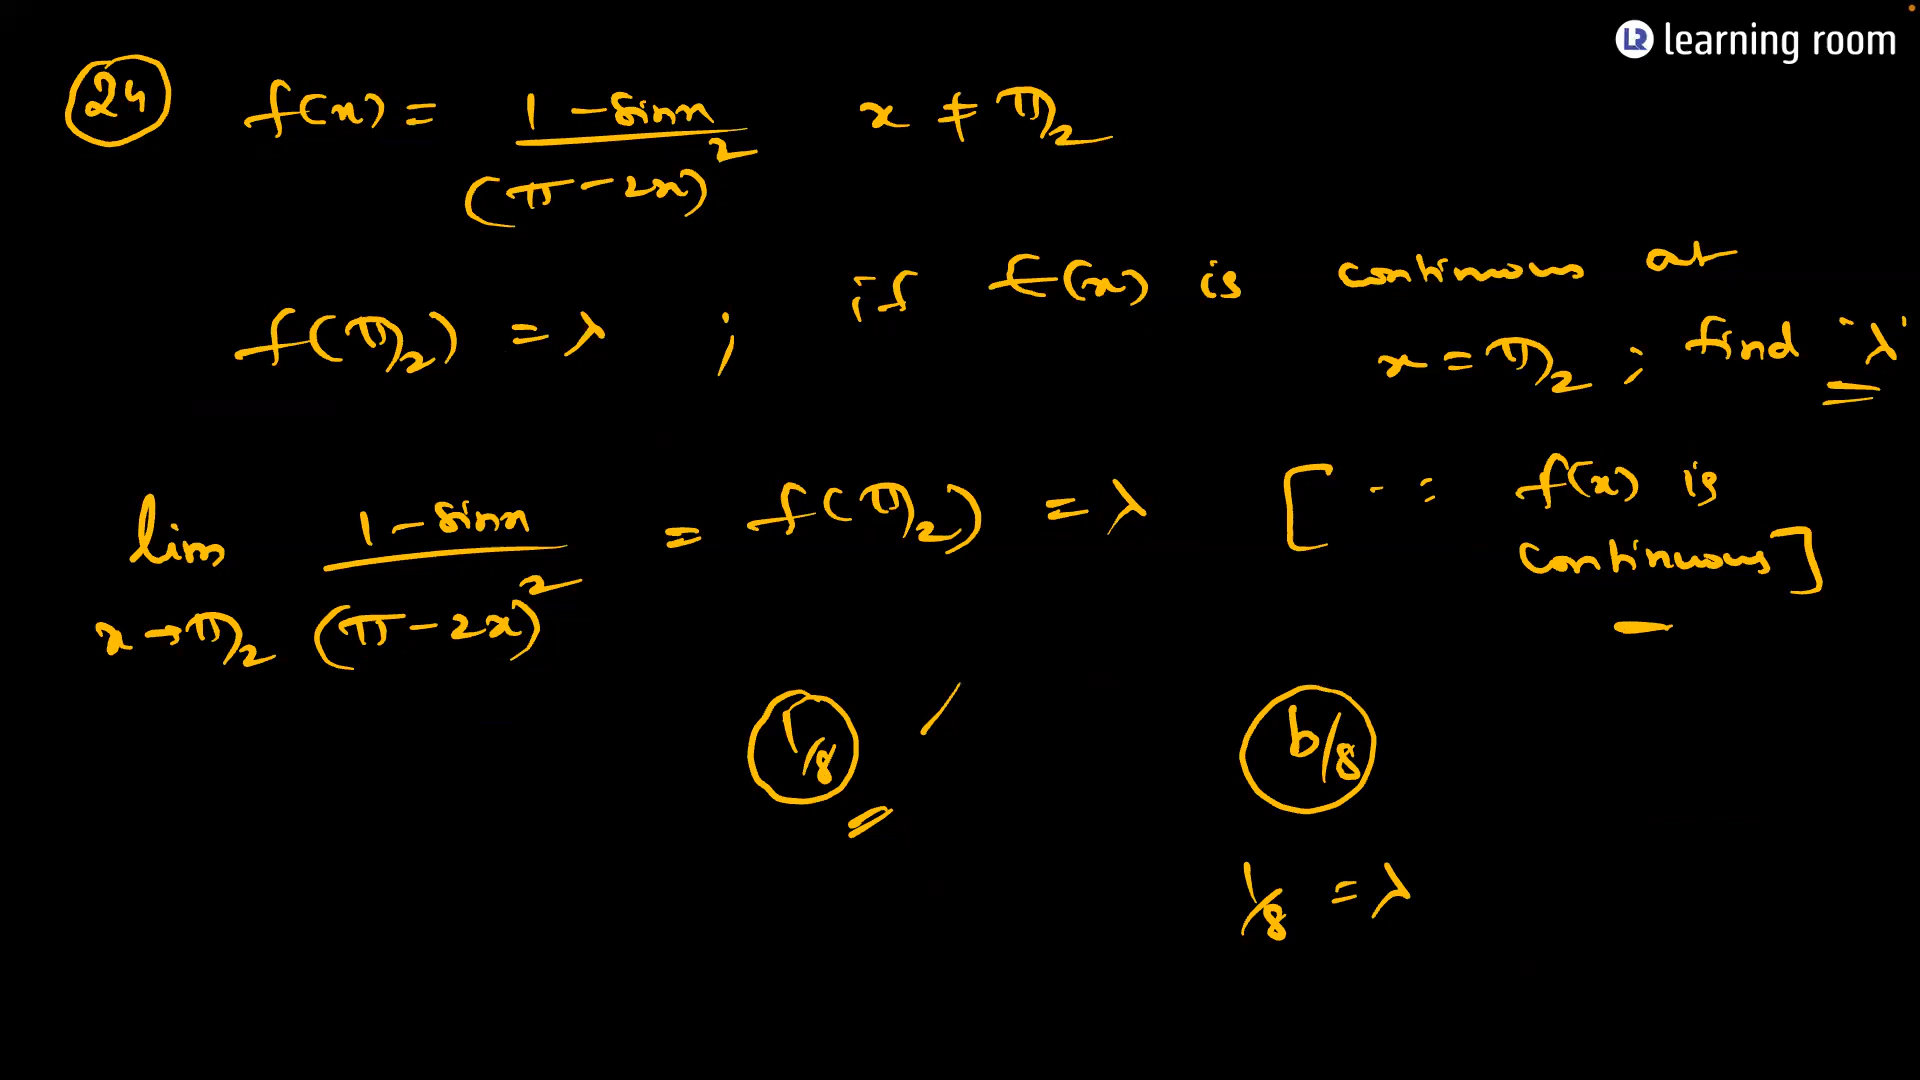 LR learning room
24 f(x) = (1 - sinx)/(π - 2x)² x ≠ π/2
f(π/2) = λ ; if f(x) is continuous at
x = π/2 ; find 'λ'
lim x→π/2 (1 - sinx)/(π - 2x)² = f(π/2) = λ [∵ f(x) is
continuous]
1/8 b/8
1/8 = λ